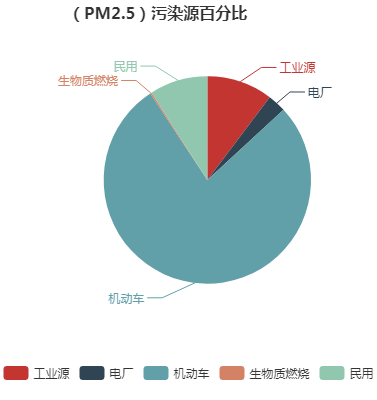 （PM2.5）污染源百分比
民用
工业源
生物质燃烧
电厂
机动车
工业源 电厂 机动车 生物质燃烧 民用